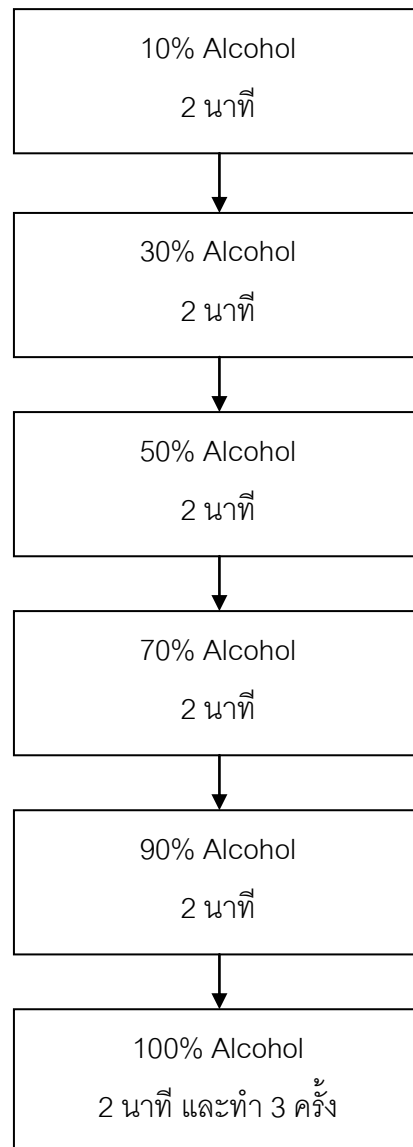 10% Alcohol
2 นาที
30% Alcohol
2 นาที
50% Alcohol
2 นาที
70% Alcohol
2 นาที
90% Alcohol
2 นาที
100% Alcohol
2 นาที และทำ 3 ครั้ง